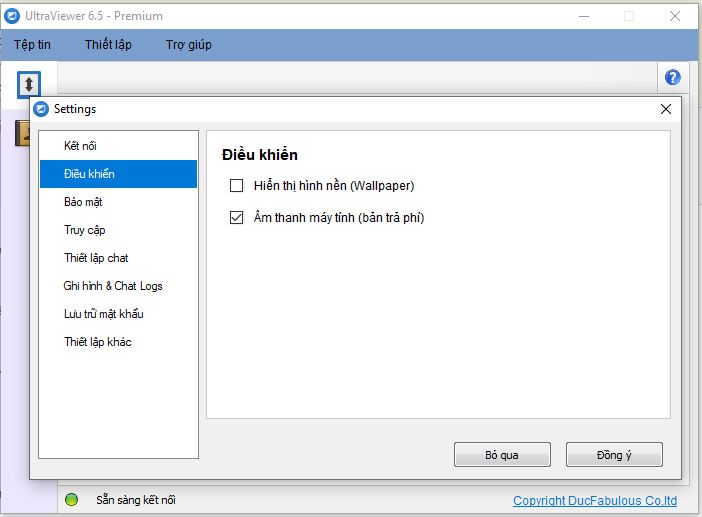 UltraViewer 6.5 - Premium
Tệp tin Thiết lập Trợ giúp
Settings
Kết nối
Điều khiển
Bảo mật
Truy cập
Thiết lập chat
Ghi hình & Chat Logs
Lưu trữ mật khẩu
Thiết lập khác
Điều khiển
Hiển thị hình nền (Wallpaper)
Âm thanh máy tính (bản trả phí)
Bỏ qua Đồng ý
Sẵn sàng kết nối Copyright DucFabulous Co,ltd